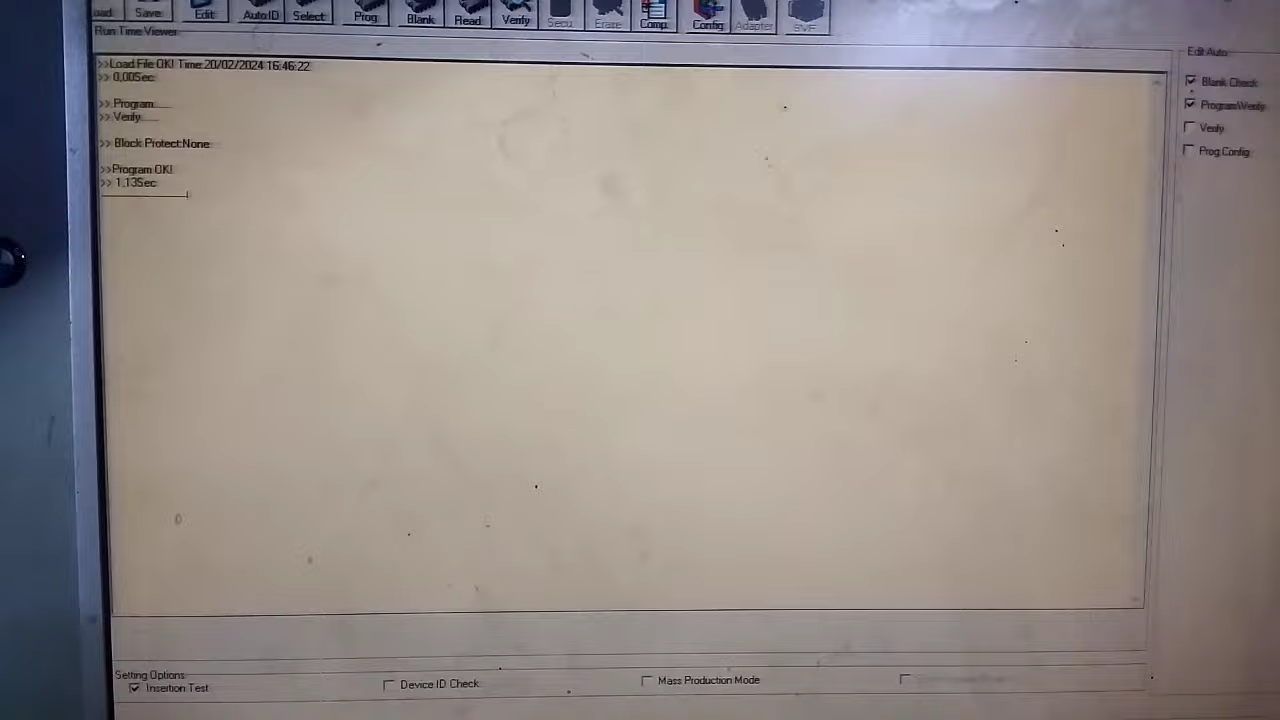 Save
Edit
Auto ID
Select
Prog.
Blank
Read
Verify
Secu.
Erase
Comp.
Config
Adapter
Run Time Viewer
Edit Auto
>>Load File OK! Time:20/02/2024 16:46:22
>> 0,00Sec
>> Program......
>> Verify......
>> Block Protect:None
>>Program OK!
>> 1,13Sec
Blank Check
Program\Verify
Verify
Prog.Config
Setting Options:
Insertion Test
Device ID Check
Mass Production Mode